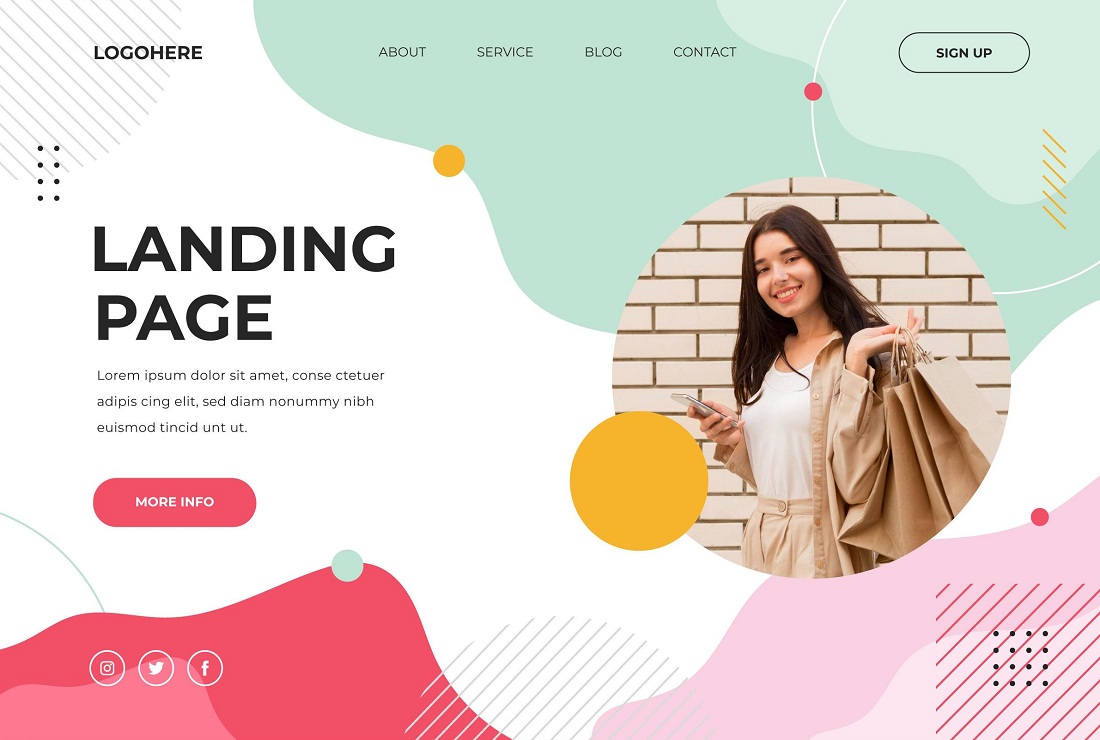 LOGOHERE
ABOUT
SERVICE
BLOG
CONTACT
SIGN UP
LANDING
PAGE
Lorem ipsum dolor sit amet, conse ctetuer
adipis cing elit, sed diam nonummy nibh
euismod tincid unt ut.
MORE INFO